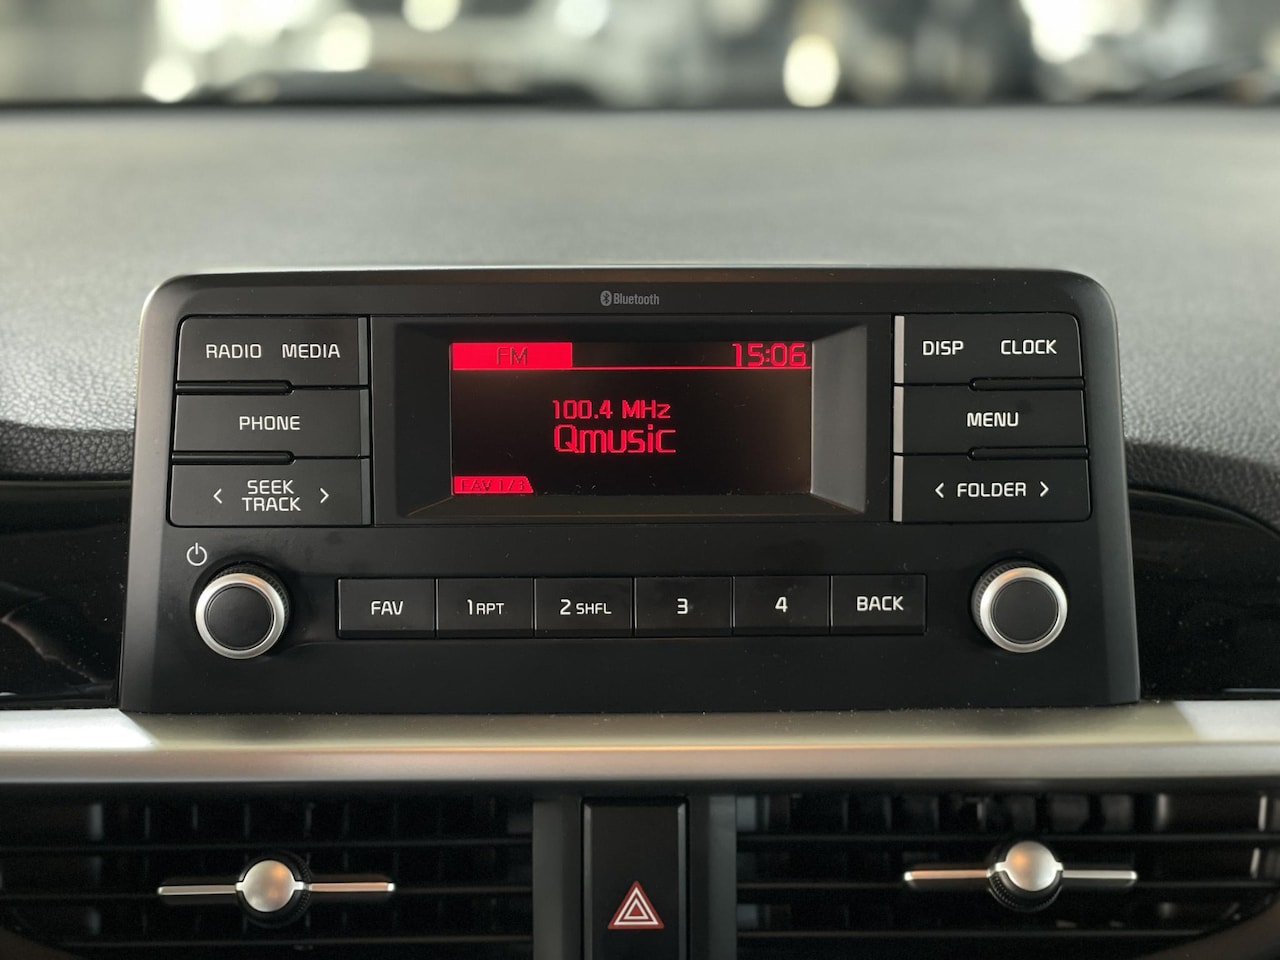 Bluetooth
RADIO MEDIA
PHONE
< SEEK TRACK >
FM 15:06
100.4 MHz
Qmusic
FAV 1/3
DISP CLOCK
MENU
< FOLDER >
FAV 1 RPT 2 SHFL 3 4 BACK